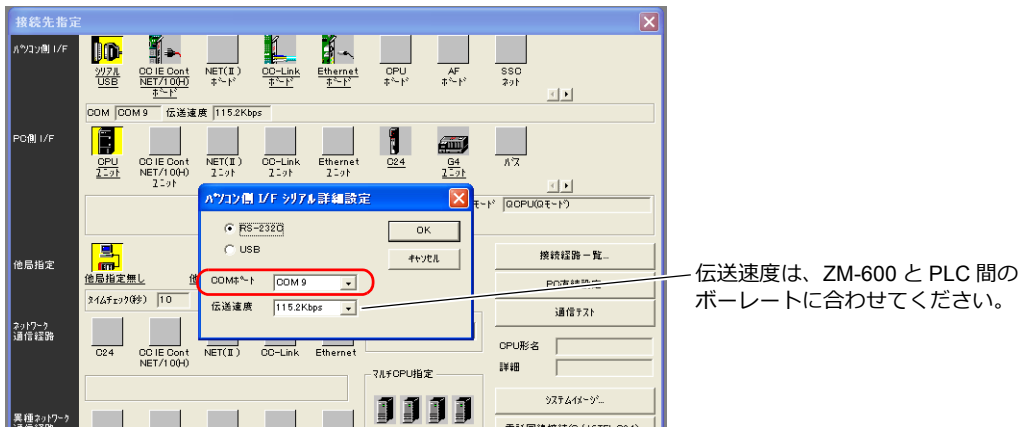 接続先指定
パソコン側 I/F
シリアル USB
CC IE Cont NET/10(H) ボード
NET(II) ボード
CC-Link ボード
Ethernet ボード
CPU ボード
AF ボード
SSC ネット
COM COM 9 伝送速度 115.2Kbps
PC側 I/F
CPU ユニット
CC IE Cont NET/10(H) ユニット
NET(II) ユニット
CC-Link ユニット
Ethernet ユニット
C24
G4 ユニット
バス
モード QCPU(Qモード)
パソコン側 I/F シリアル詳細設定
RS-232C
USB
OK
キャンセル
COMポート COM 9
伝送速度 115.2Kbps
伝送速度は、ZM-600 と PLC 間の
ボーレートに合わせてください。
他局指定
他局指定無し
他
タイムチェック(秒) 10
接続経路一覧...
通信テスト
ネットワーク
通信経路
C24
CC IE Cont NET/10(H)
NET(II)
CC-Link
Ethernet
CPU形名
詳細
マルチCPU指定
システムイメージ...
異種ネットワーク